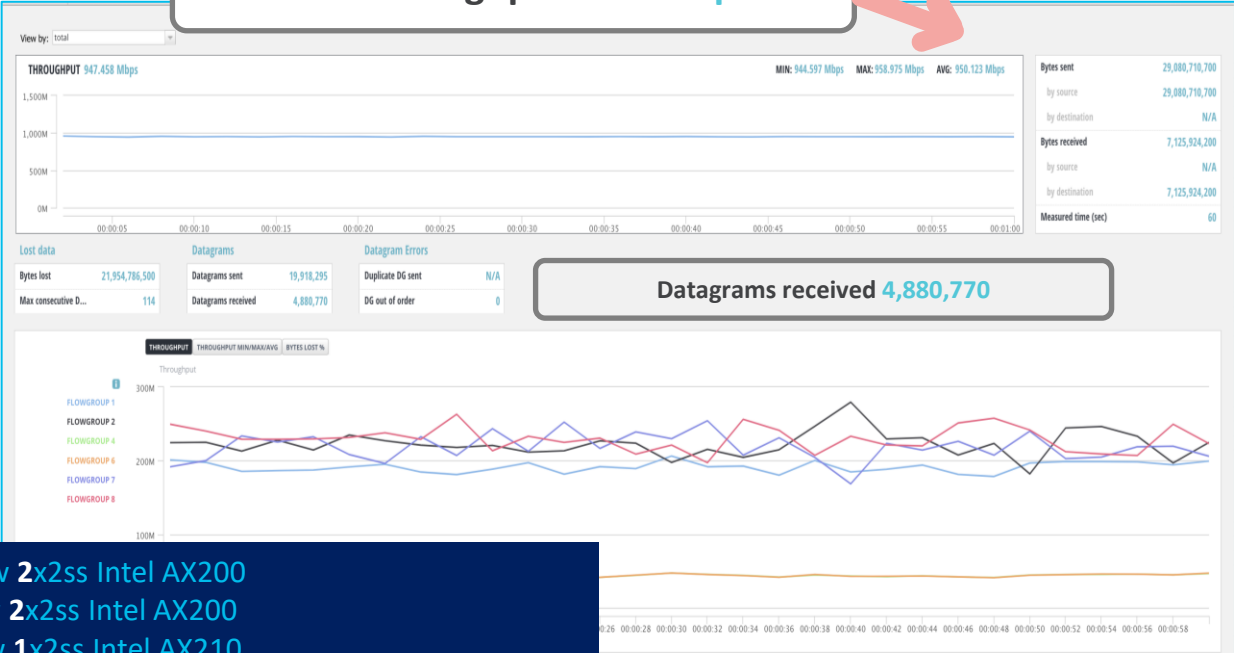 View by: total
THROUGHPUT 947.458 Mbps MIN: 944.597 Mbps MAX: 958.975 Mbps AVG: 950.123 Mbps
1,500M
1,000M
500M
0M
00:00:05 00:00:10 00:00:15 00:00:20 00:00:25 00:00:30 00:00:35 00:00:40 00:00:45 00:00:50 00:00:55 00:01:00
Bytes sent 29,080,710,700
by source 29,080,710,700
by destination N/A
Bytes received 7,125,924,200
by source N/A
by destination 7,125,924,200
Measured time (sec) 60
Lost data
Bytes lost 21,954,786,500
Max consecutive D... 114
Datagrams
Datagrams sent 19,918,295
Datagrams received 4,880,770
Datagram Errors
Duplicate DG sent N/A
DG out of order 0
Datagrams received 4,880,770
THROUGHPUT THROUGHPUT MIN/MAX/AVG BYTES LOST %
Throughput
300M
200M
100M
FLOWGROUP 1
FLOWGROUP 2
FLOWGROUP 4
FLOWGROUP 6
FLOWGROUP 7
FLOWGROUP 8
:26 00:00:28 00:00:30 00:00:32 00:00:34 00:00:36 00:00:38 00:00:40 00:00:42 00:00:44 00:00:46 00:00:48 00:00:50 00:00:52 00:00:54 00:00:56 00:00:58
2x2ss Intel AX200
2x2ss Intel AX200
1x2ss Intel AX210